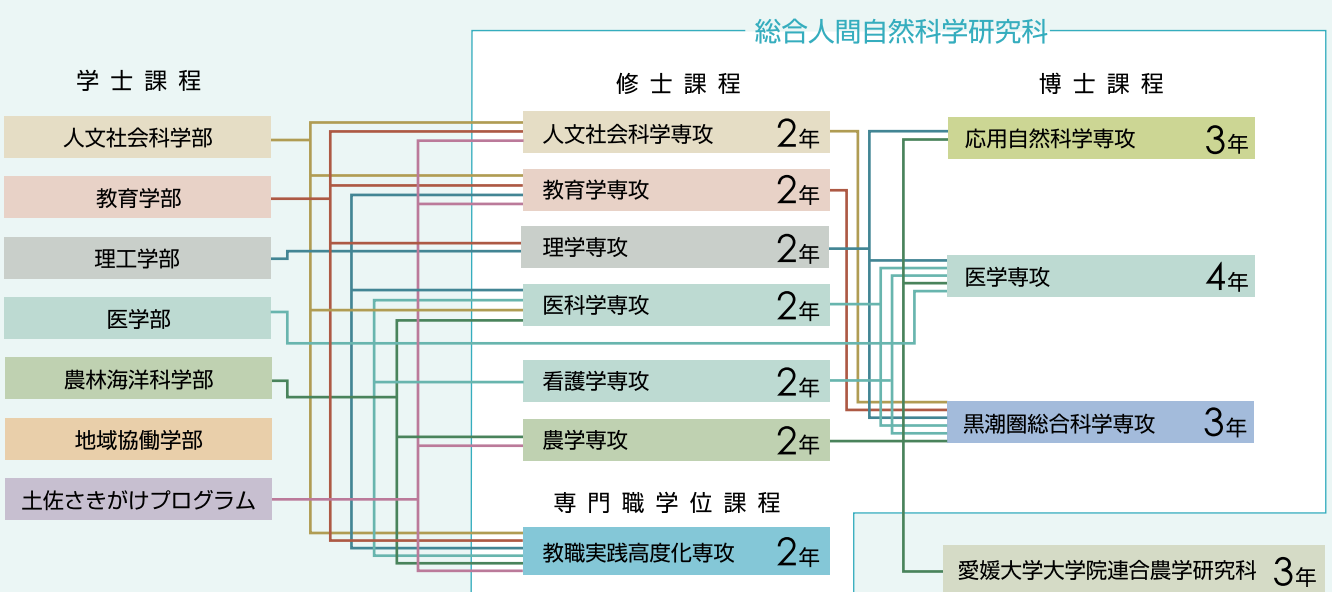 総合人間自然科学研究科
学士課程
人文社会科学部
教育学部
理工学部
医学部
農林海洋科学部
地域協働学部
土佐さきがけプログラム
修士課程
人文社会科学専攻 2年
教育学専攻 2年
理学専攻 2年
医科学専攻 2年
看護学専攻 2年
農学専攻 2年
専門職学位課程
教職実践高度化専攻 2年
博士課程
応用自然科学専攻 3年
医学専攻 4年
黒潮圏総合科学専攻 3年
愛媛大学大学院連合農学研究科 3年